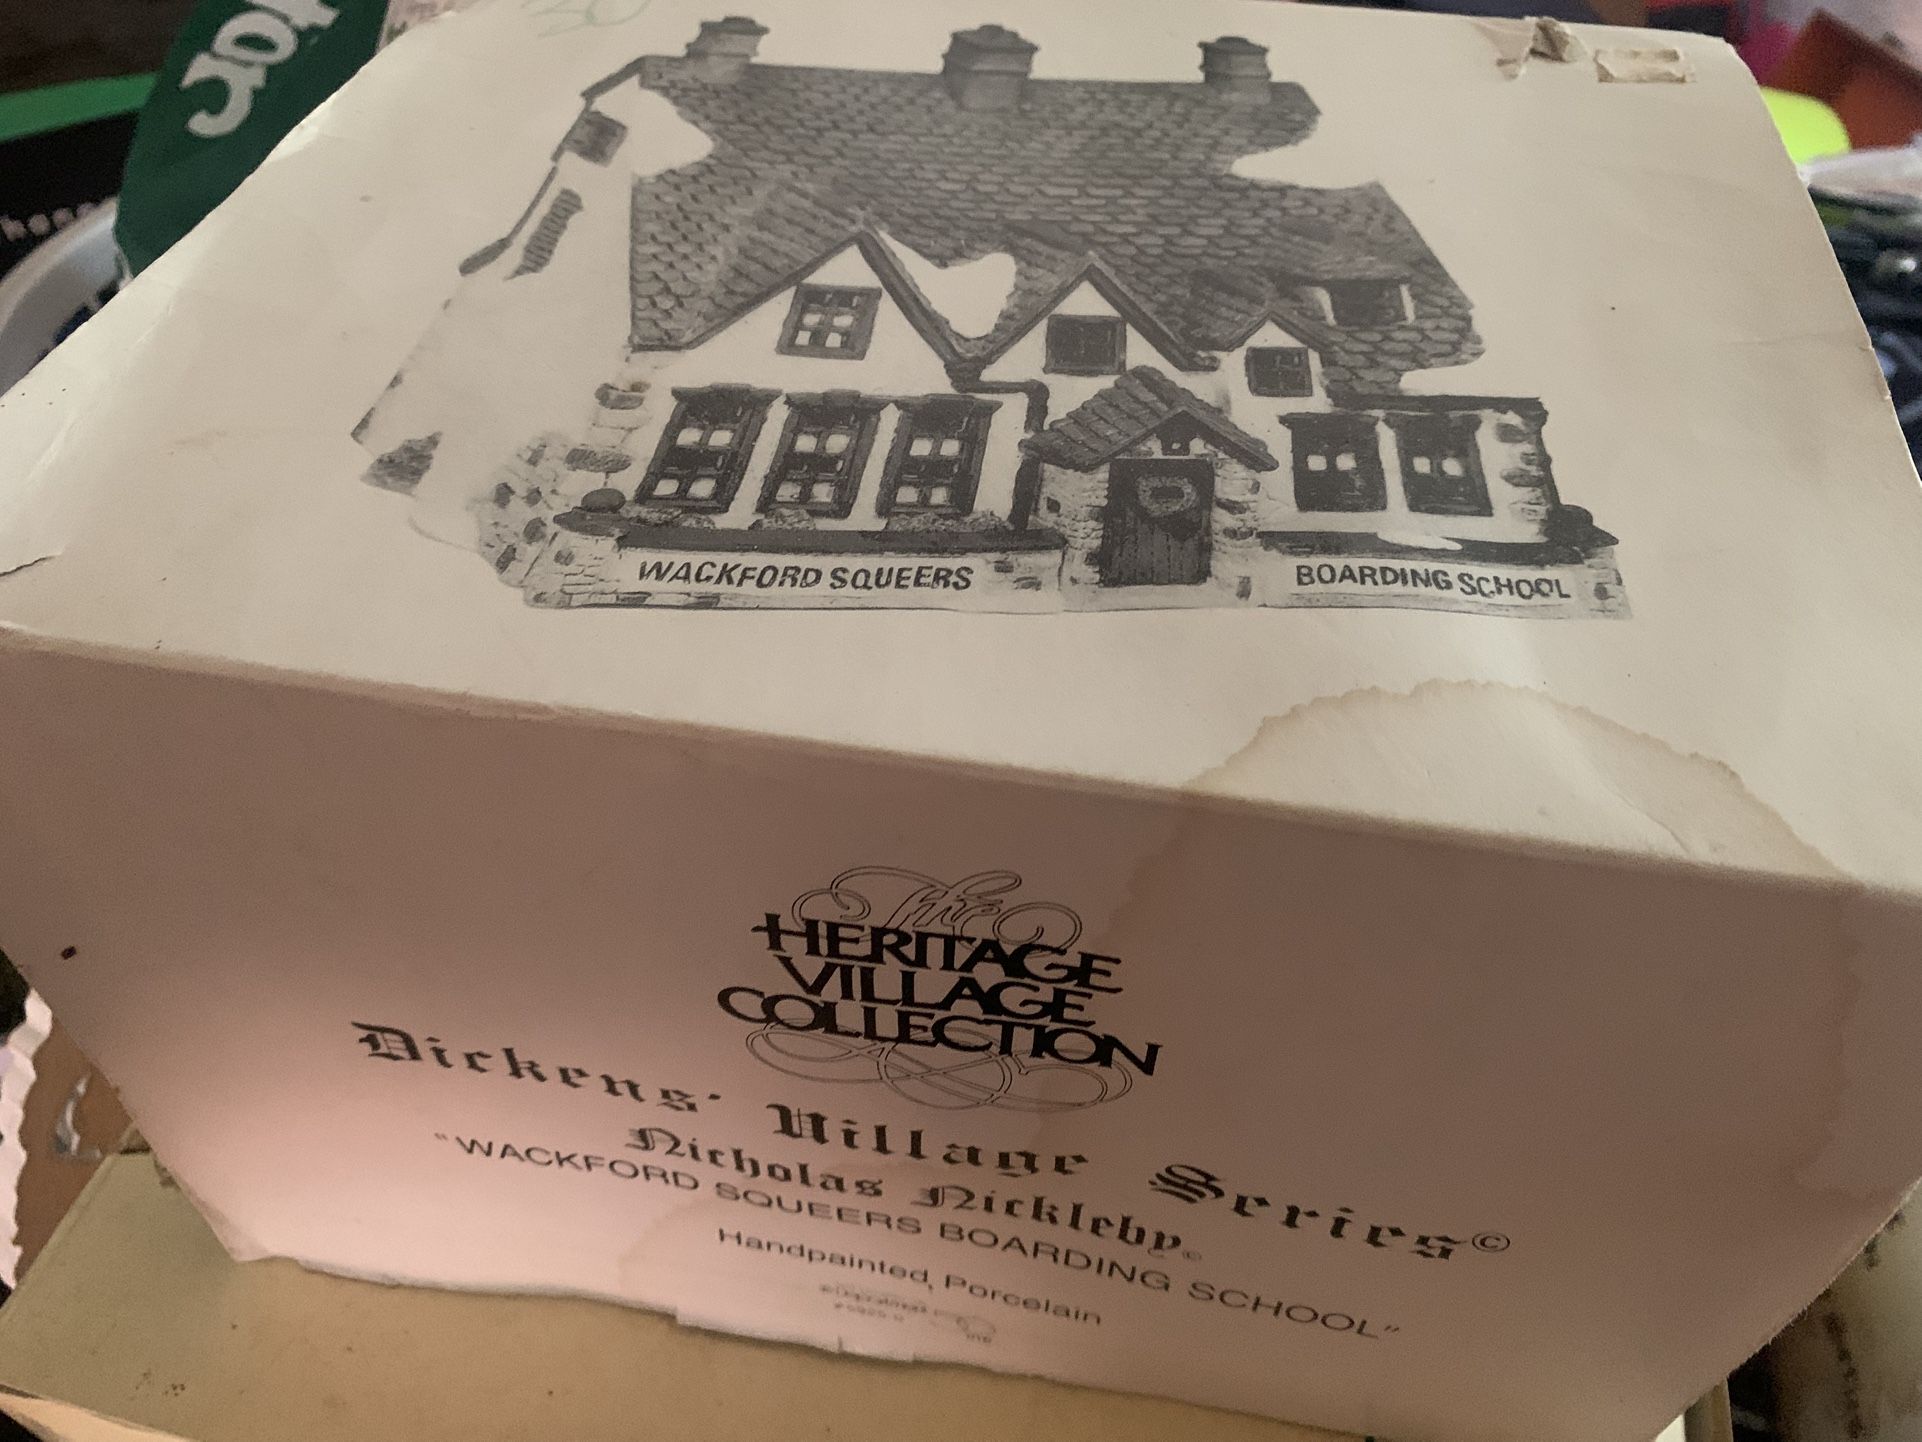 30
WACKFORD SQUEERS
BOARDING SCHOOL
The
HERITAGE
VILLAGE
COLLECTION
Dickens' Village Series©
Nicholas Nickleby©
"WACKFORD SQUEERS BOARDING SCHOOL"
Handpainted, Porcelain